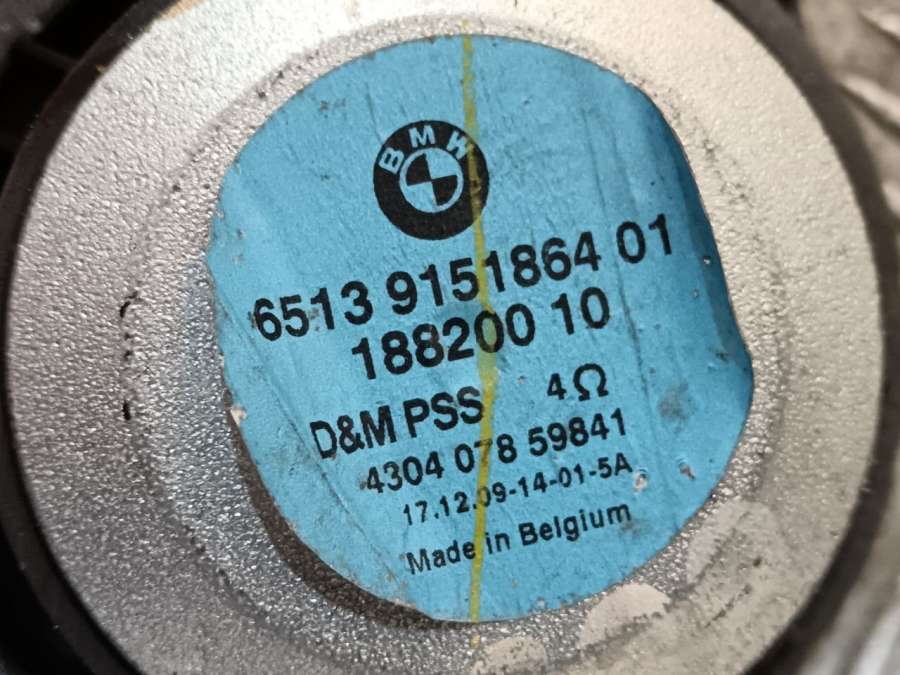 BMW
6513 9151864 01
188200 10
D&M PSS 4Ω
4304 078 59841
17.12.09-14-01-5A
Made in Belgium